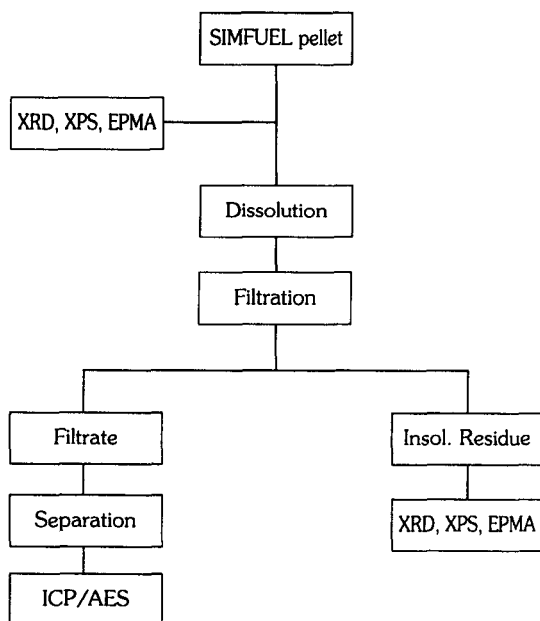 SIMFUEL pellet
XRD, XPS, EPMA
Dissolution
Filtration
Filtrate
Insol. Residue
Separation
XRD, XPS, EPMA
ICP/AES